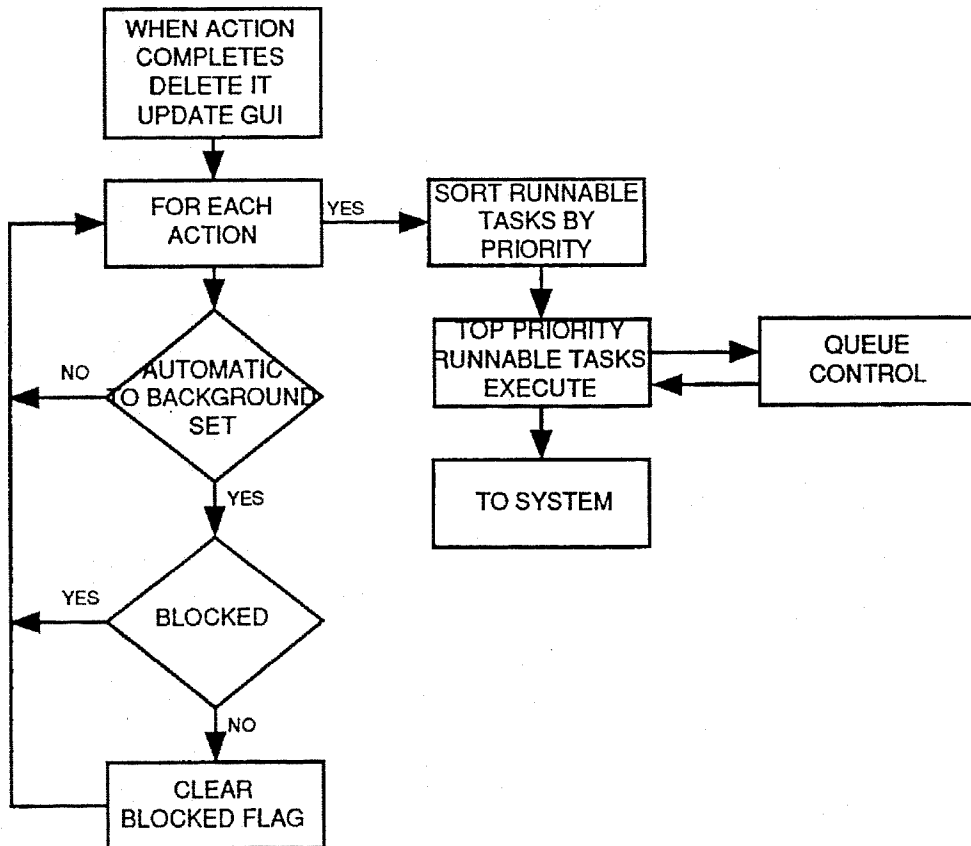 WHEN ACTION
COMPLETES
DELETE IT
UPDATE GUI
FOR EACH
ACTION
YES
SORT RUNNABLE
TASKS BY
PRIORITY
TOP PRIORITY
RUNNABLE TASKS
EXECUTE
QUEUE
CONTROL
TO SYSTEM
AUTOMATIC
TO BACKGROUND
SET
NO
YES
BLOCKED
YES
NO
CLEAR
BLOCKED FLAG